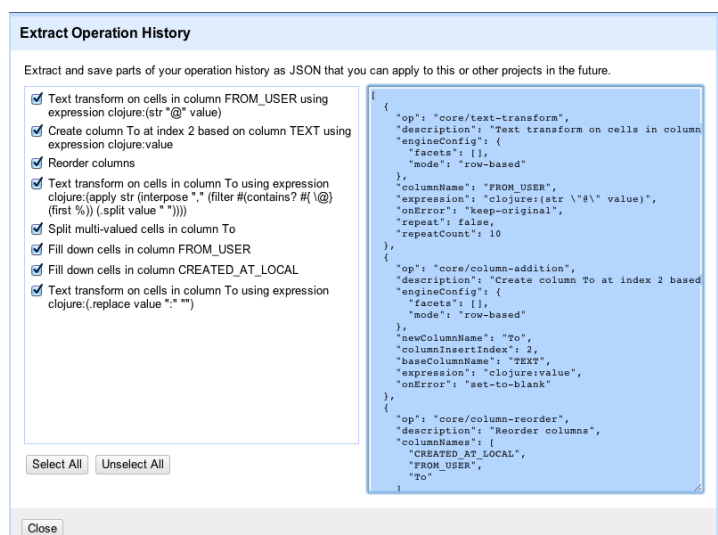 Extract Operation History
Extract and save parts of your operation history as JSON that you can apply to this or other projects in the future.
Text transform on cells in column FROM_USER using
expression clojure:(str "@" value)
Create column To at index 2 based on column TEXT using
expression clojure:value
Reorder columns
Text transform on cells in column To using expression
clojure:(apply str (interpose "," (filter #(contains? #{ \@}
(first %)) (.split value " "))))
Split multi-valued cells in column To
Fill down cells in column FROM_USER
Fill down cells in column CREATED_AT_LOCAL
Text transform on cells in column To using expression
clojure:(.replace value ":" "")
Select All
Unselect All
[
{
"op": "core/text-transform",
"description": "Text transform on cells in column
"engineConfig": {
"facets": [],
"mode": "row-based"
},
"columnName": "FROM_USER",
"expression": "clojure:(str \"@\" value)",
"onError": "keep-original",
"repeat": false,
"repeatCount": 10
},
{
"op": "core/column-addition",
"description": "Create column To at index 2 based
"engineConfig": {
"facets": [],
"mode": "row-based"
},
"newColumnName": "To",
"columnInsertIndex": 2,
"baseColumnName": "TEXT",
"expression": "clojure:value",
"onError": "set-to-blank"
},
{
"op": "core/column-reorder",
"description": "Reorder columns",
"columnNames": [
"CREATED_AT_LOCAL",
"FROM_USER",
"To"
]
Close